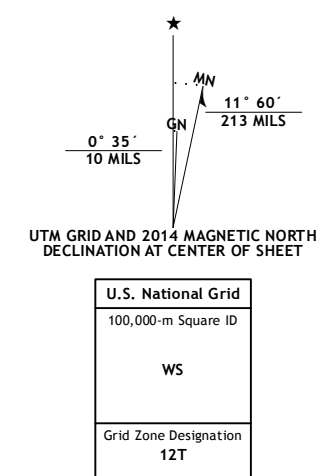 ★
MN
GN
11° 60´
213 MILS
0° 35´
10 MILS
UTM GRID AND 2014 MAGNETIC NORTH
DECLINATION AT CENTER OF SHEET
U.S. National Grid
100,000-m Square ID
WS
Grid Zone Designation
12T